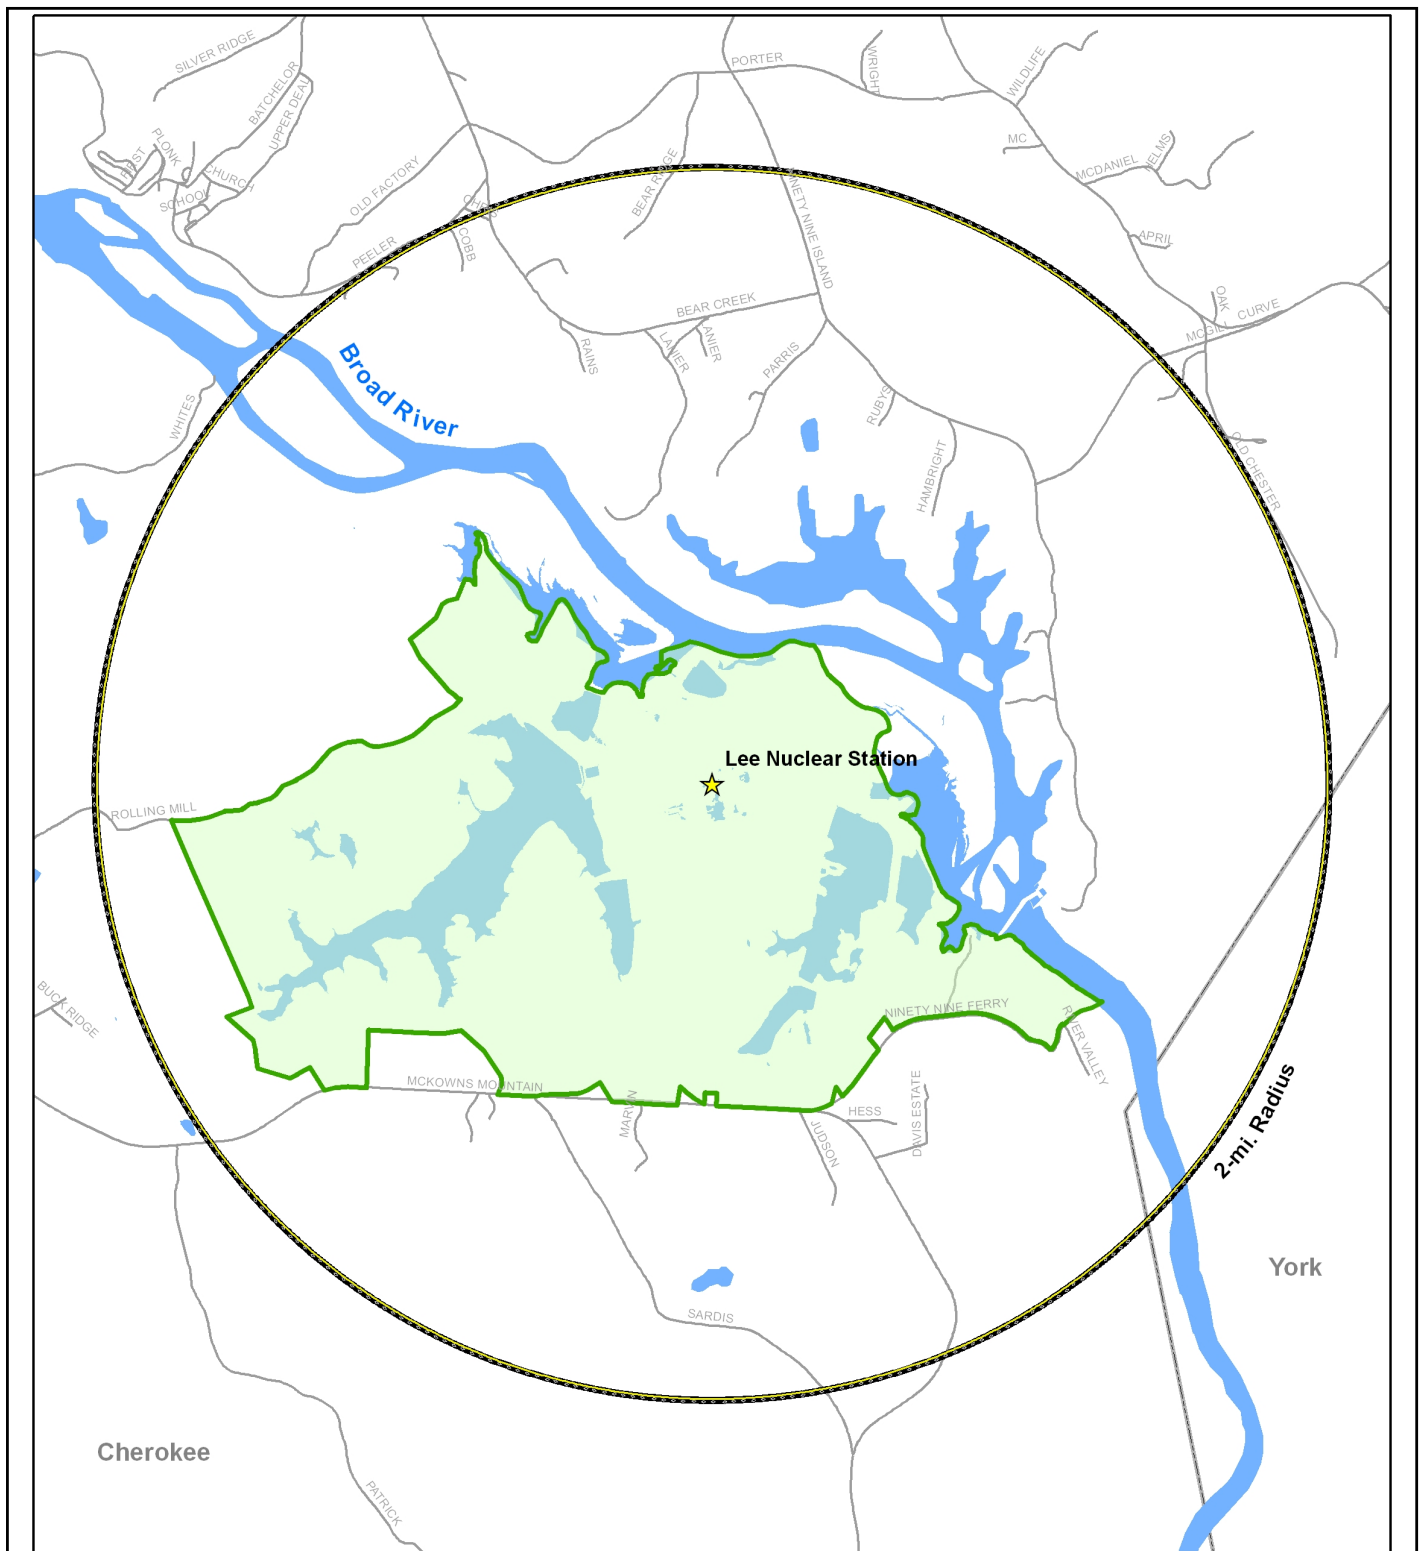 SILVER RIDGE
BATCHELOR
UPPER DEAL
PORTER
WRIGHT
WILDLIFE
PLONK
CHURCH
SCHOOL
OLD FACTORY
BEAR RIDGE
MC
MCDANIEL
HELMS
PEELER
COBB
NINETY NINE ISLAND
APRIL
OAK
MCGILL
CURVE
BEAR CREEK
RAINS
LANIER
LANIER
PARRIS
Broad River
WHITES
RUBYS
HAMBRIGHT
OLD CHESTER
Lee Nuclear Station
ROLLING MILL
BUCK RIDGE
NINETY NINE FERRY
RIVER VALLEY
MCKOWNS MOUNTAIN
MARVIN
JUDSON
HESS
DAVIS ESTATE
2-mi. Radius
York
SARDIS
Cherokee
PATRICK